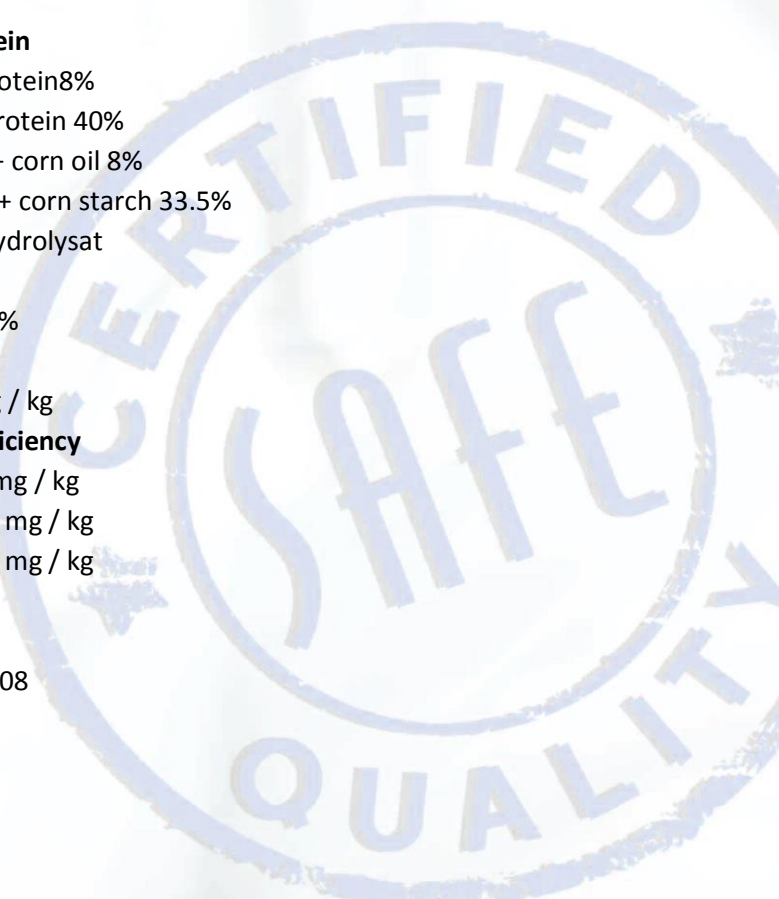 ein
otein8%
rotein 40%
- corn oil 8%
+ corn starch 33.5%
ydrolysat
%
/ kg
iciency
mg / kg
mg / kg
mg / kg
08
CERTIFIED
SAFE
QUALITY